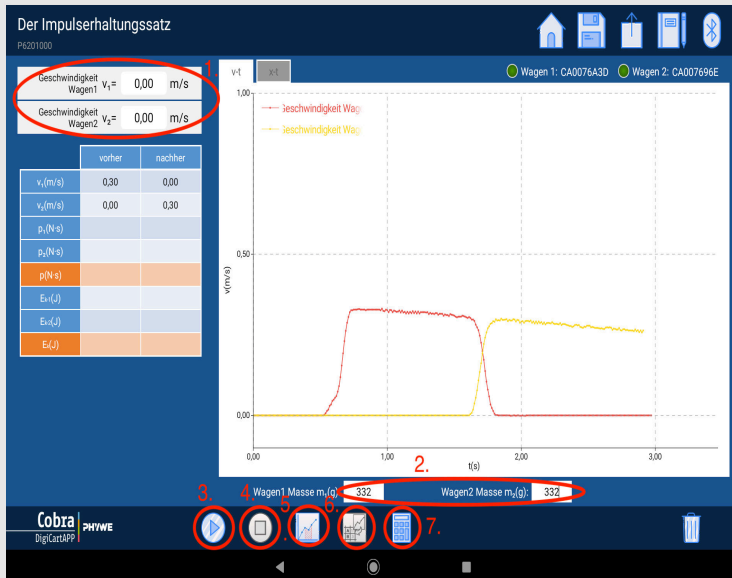 Der Impulserhaltungssatz
P6201000
Geschwindigkeit Wagen1 v₁= 0,00 m/s
1.
Geschwindigkeit Wagen2 v₂= 0,00 m/s
v-t x-t
Wagen 1: CA0076A3D Wagen 2: CA007696E
vorher nachher
v₁(m/s) 0,30 0,00
v₂(m/s) 0,00 0,30
p₁(N·s)
p₂(N·s)
p(N·s)
Eₖ₁(J)
Eₖ₂(J)
Eₖ(J)
1,00
Geschwindigkeit Wag
Geschwindigkeit Wag
0,50
v(m/s)
0,00
0,00 1,00 2,00 3,00
t(s)
2.
Wagen1 Masse m₁(g): 332 Wagen2 Masse m₂(g): 332
3. 4. 5. 6. 7.
Cobra DigiCartAPP PHYWE